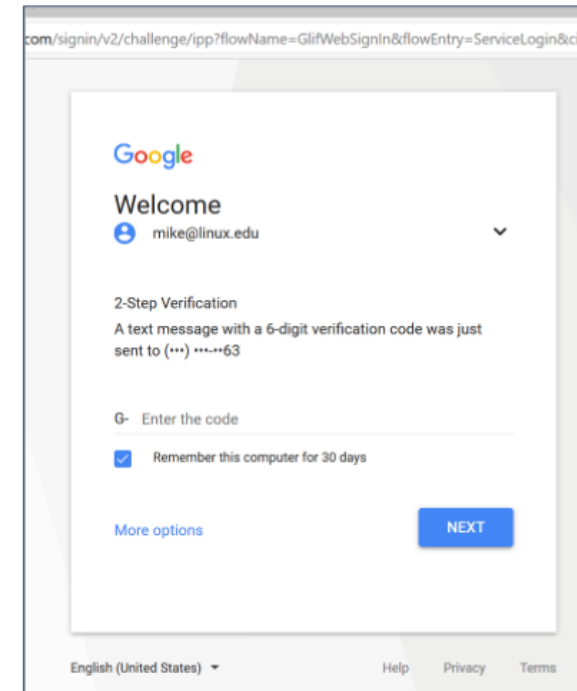 com/signin/v2/challenge/ipp?flowName=GlifWebSignIn&flowEntry=ServiceLogin&ci
Google
Welcome
mike@linux.edu
2-Step Verification
A text message with a 6-digit verification code was just
sent to (•••) •••-••63
G- Enter the code
Remember this computer for 30 days
More options
NEXT
English (United States)
Help Privacy Terms